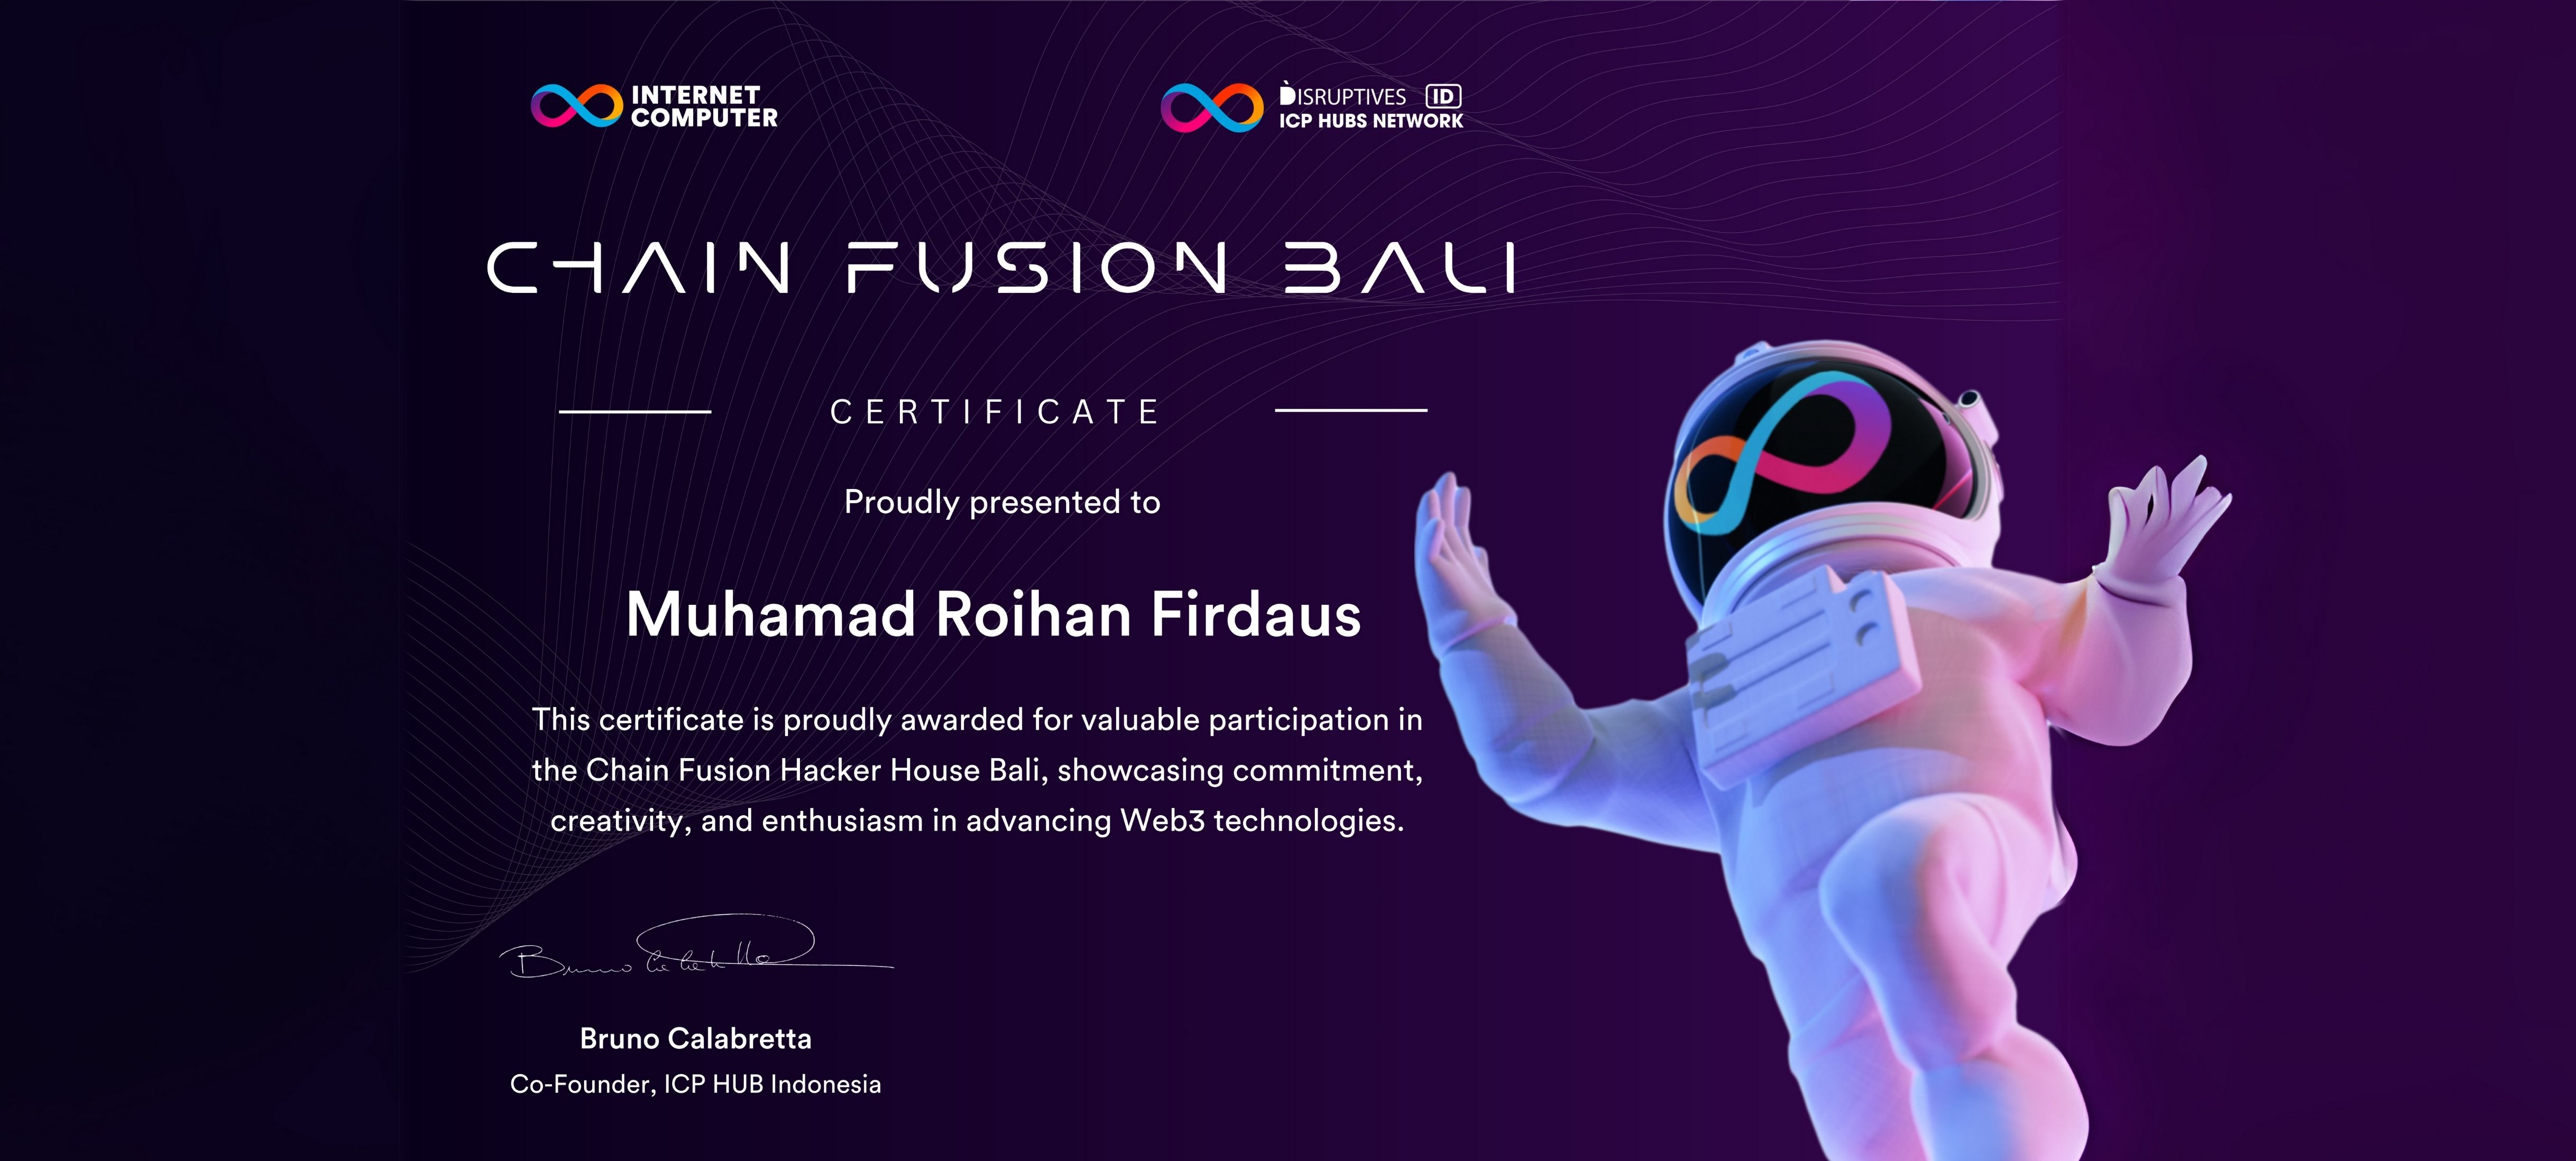 INTERNET
COMPUTER
DISRUPTIVES ID
ICP HUBS NETWORK
CHAIN FUSION BALI
CERTIFICATE
Proudly presented to
Muhamad Roihan Firdaus
This certificate is proudly awarded for valuable participation in
the Chain Fusion Hacker House Bali, showcasing commitment,
creativity, and enthusiasm in advancing Web3 technologies.
Bruno Calabretta
Bruno Calabretta
Co-Founder, ICP HUB Indonesia